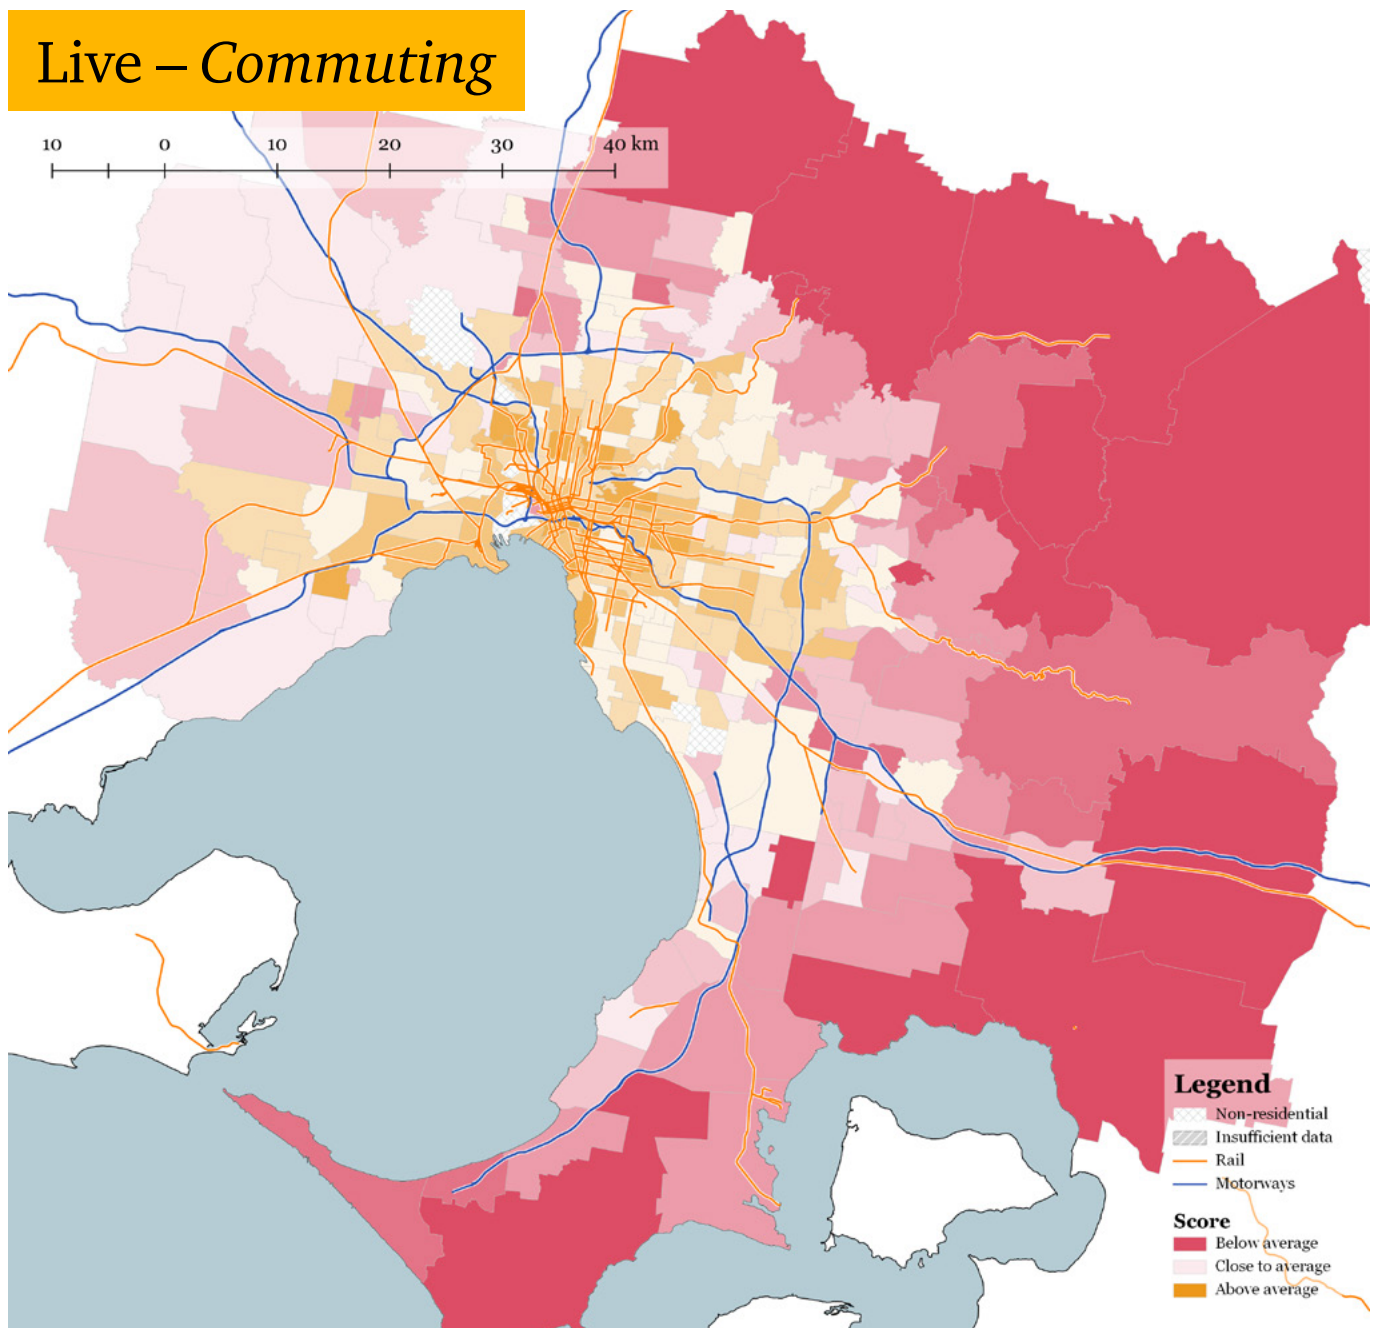 Live – Commuting
10 0 10 20 30 40 km
Legend
Non-residential
Insufficient data
Rail
Motorways
Score
Below average
Close to average
Above average